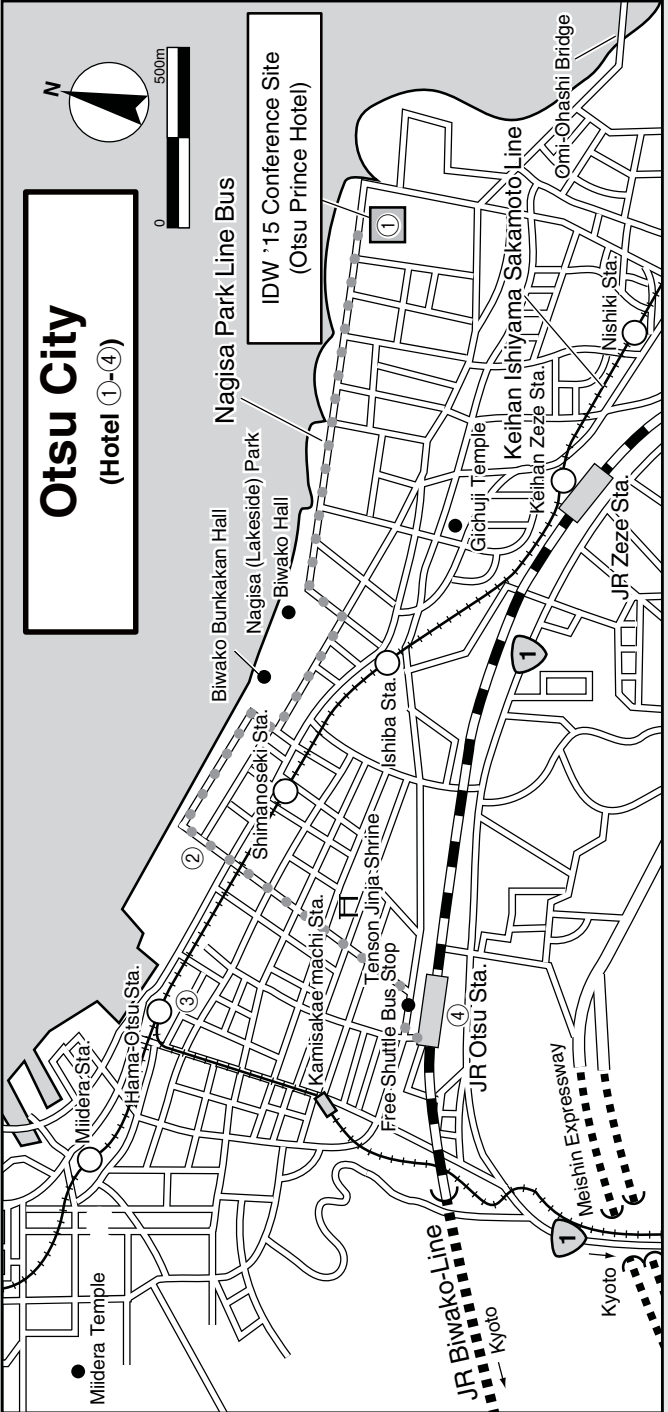 Otsu City
(Hotel ①-④)
N
0
500m
IDW ’15 Conference Site
(Otsu Prince Hotel)
①
Nagisa Park Line Bus
Omi-Ohashi Bridge
Biwako Bunkakan Hall
Nagisa (Lakeside) Park
Biwako Hall
Keihan Ishiyama Sakamoto Line
Nishiki Sta.
Keihan Zeze Sta.
Gichuji Temple
JR Zeze Sta.
1
Ishiba Sta.
Shimanoseki Sta.
②
Tenson Jinja Shrine
Free Shuttle Bus Stop
Kamisakae machi Sta.
③
Hama-Otsu Sta.
Miidera Sta.
Miidera Temple
④
JR Otsu Sta.
Meishin Expressway
1
Kyoto
JR Biwako-Line
Kyoto